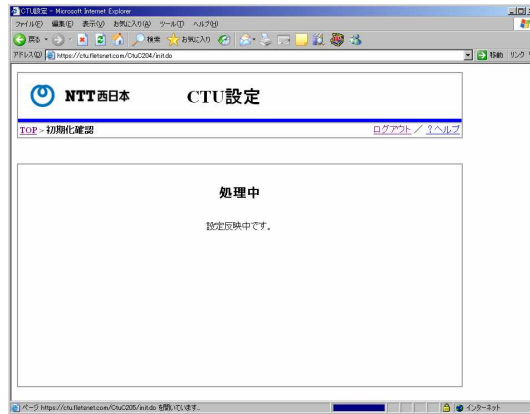 CTU設定 - Microsoft Internet Explorer
ファイル(F) 編集(E) 表示(V) お気に入り(A) ツール(T) ヘルプ(H)
戻る 検索 お気に入り
アドレス(D) https://ctu.fletsnet.com/CtuC204/init.do 移動 リンク
NTT西日本 CTU設定
TOP > 初期化確認 ログアウト / ?ヘルプ
処理中
設定反映中です。
ページ https://ctu.fletsnet.com/CtuC205/init.do を開いています... インターネット